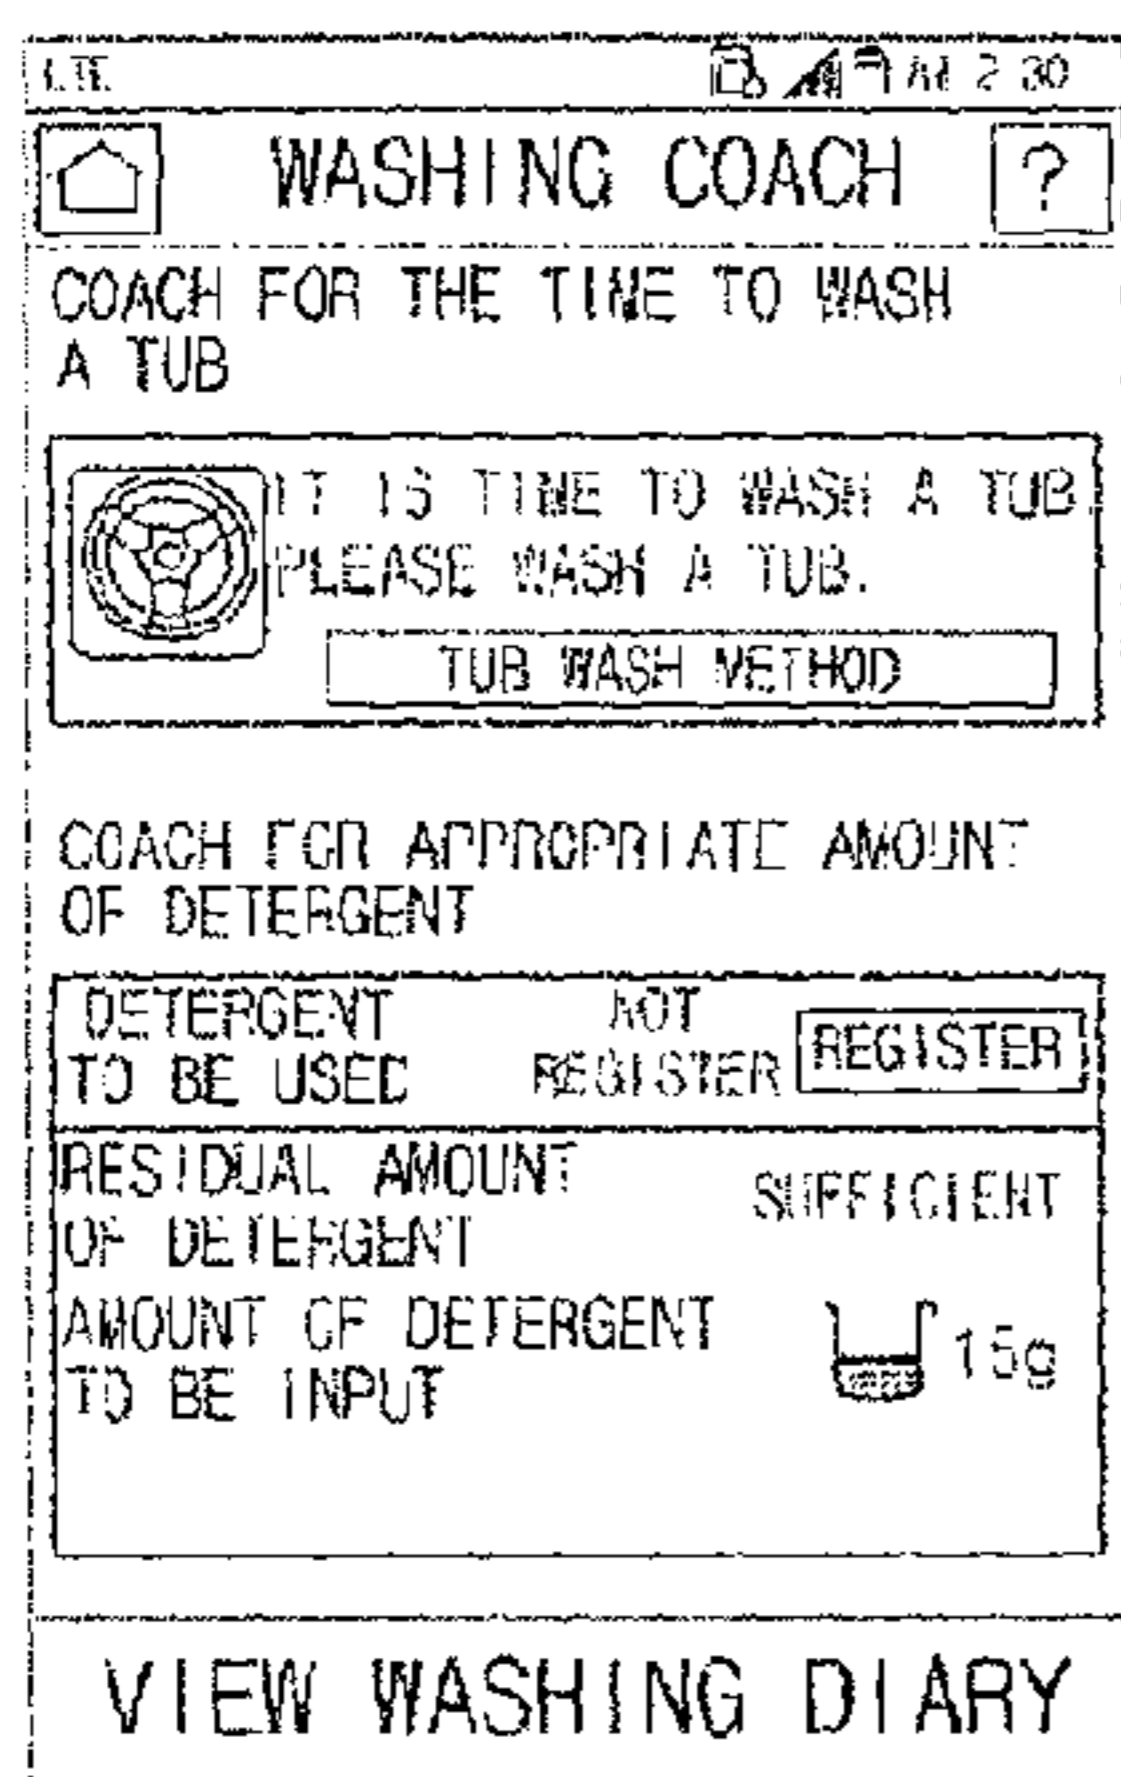 LTE AM 2 30
WASHING COACH ?
COACH FOR THE TIME TO WASH
A TUB
IT IS TIME TO WASH A TUB
PLEASE WASH A TUB.
TUB WASH METHOD
COACH FOR APPROPRIATE AMOUNT
OF DETERGENT
DETERGENT
TO BE USED
NOT
REGISTER
REGISTER
RESIDUAL AMOUNT
OF DETERGENT
SUFFICIENT
AMOUNT OF DETERGENT
TO BE INPUT
15g
VIEW WASHING DIARY